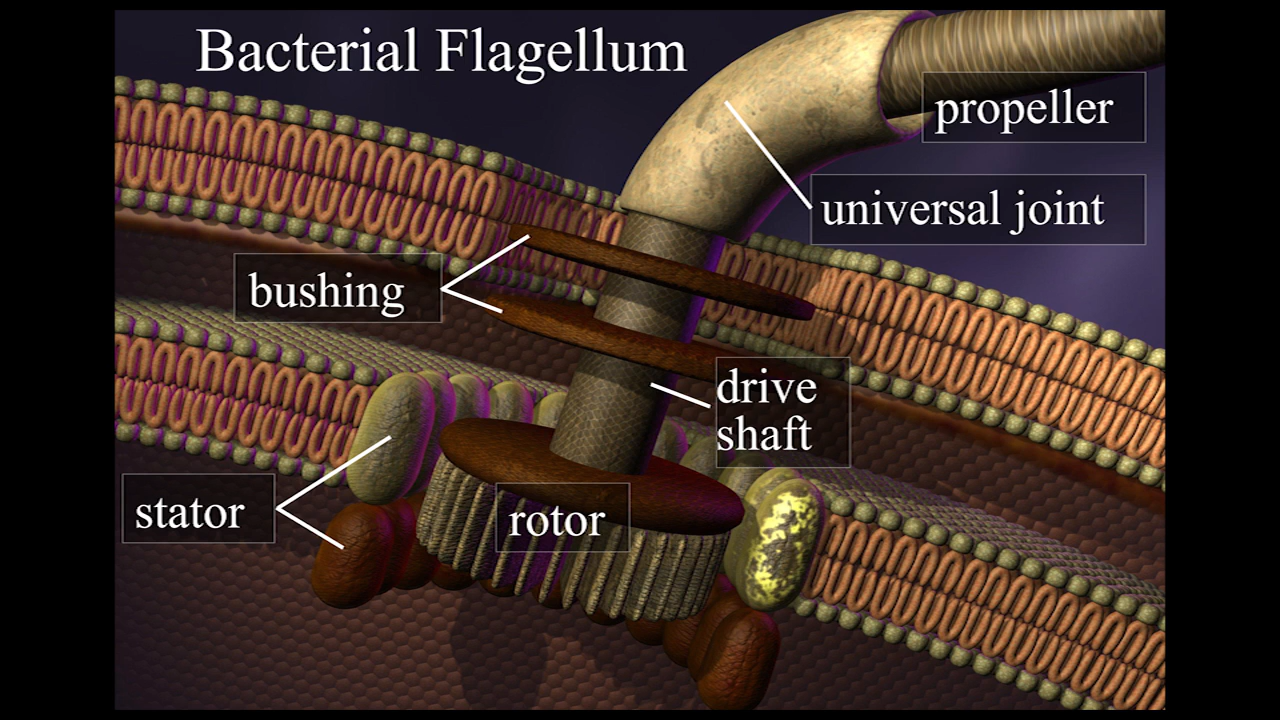 Bacterial Flagellum
propeller
universal joint
bushing
drive
shaft
stator
rotor